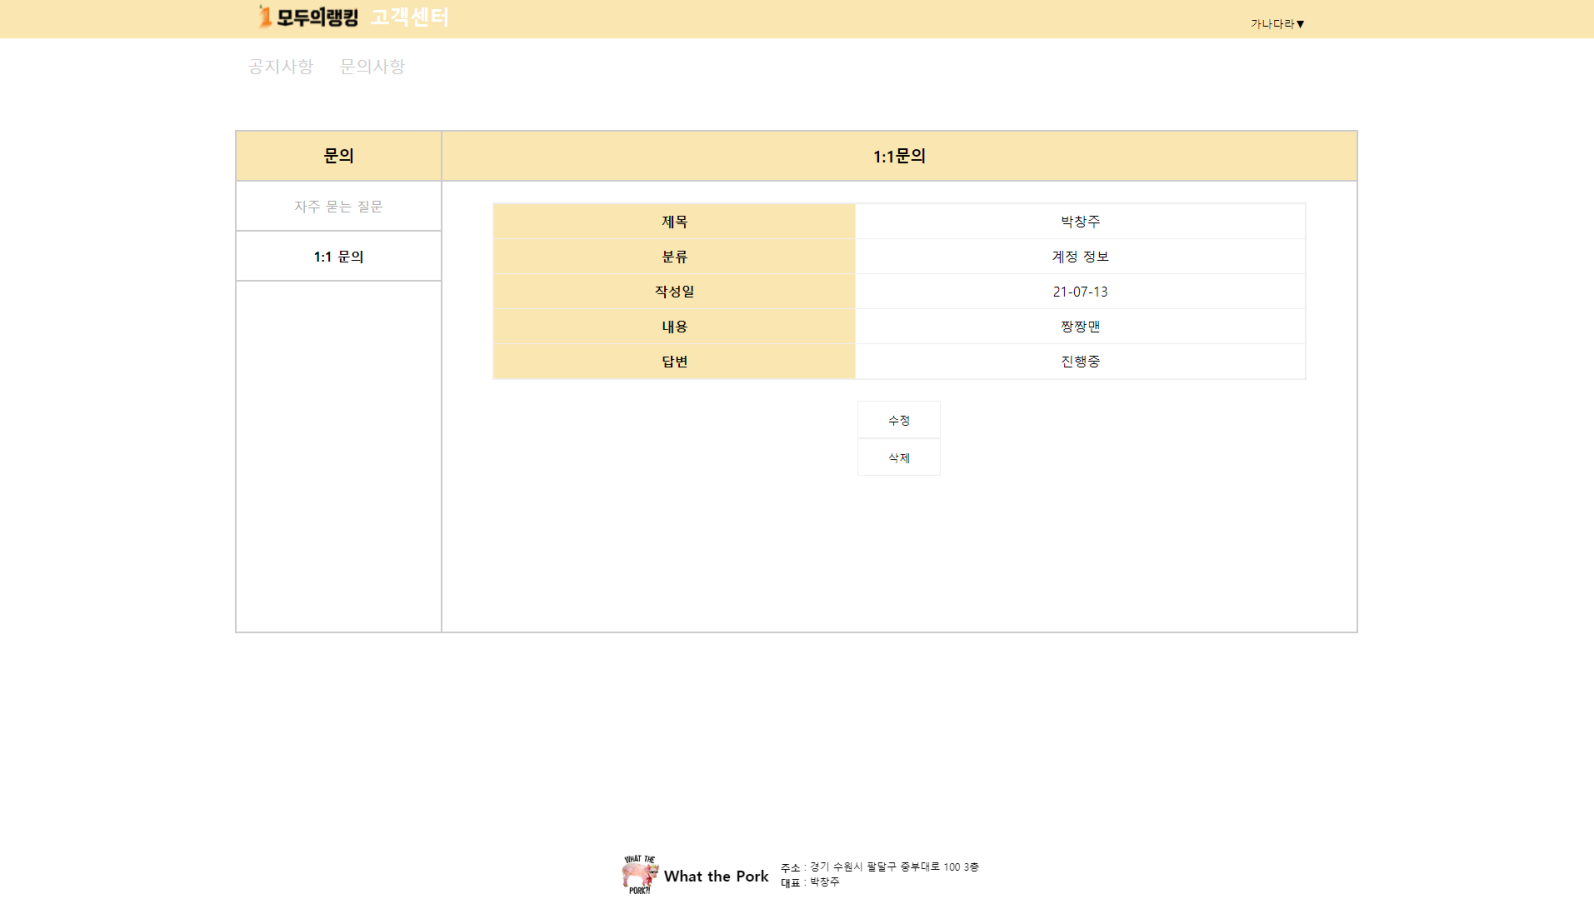 모두의랭킹 고객센터
가나다라▼
공지사항 문의사항
문의 1:1문의
자주 묻는 질문
1:1 문의
제목 박창주
분류 계정 정보
작성일 21-07-13
내용 짱짱맨
답변 진행중
수정
삭제
WHAT THE
PORK?!
What the Pork
주소 : 경기 수원시 팔달구 중부대로 100 3층
대표 : 박창주